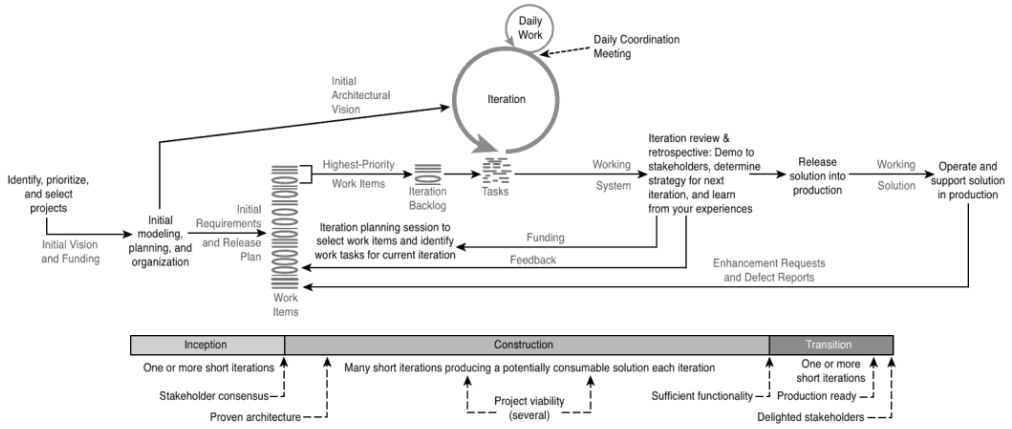 Daily
Work
Daily Coordination
Meeting
Initial
Architectural
Vision
Iteration
Identify, prioritize,
and select
projects
Initial Vision
and Funding
Initial
modeling,
planning, and
organization
Initial
Requirements
and Release
Plan
Work
Items
Highest-Priority
Work Items
Iteration
Backlog
Tasks
Working
System
Iteration review &
retrospective: Demo to
stakeholders, determine
strategy for next
iteration, and learn
from your experiences
Release
solution into
production
Working
Solution
Operate and
support solution
in production
Iteration planning session to
select work items and identify
work tasks for current iteration
Funding
Feedback
Enhancement Requests
and Defect Reports
Inception
Construction
Transition
One or more short iterations
Many short iterations producing a potentially consumable solution each iteration
One or more
short iterations
Stakeholder consensus
Proven architecture
Project viability
(several)
Sufficient functionality
Production ready
Delighted stakeholders